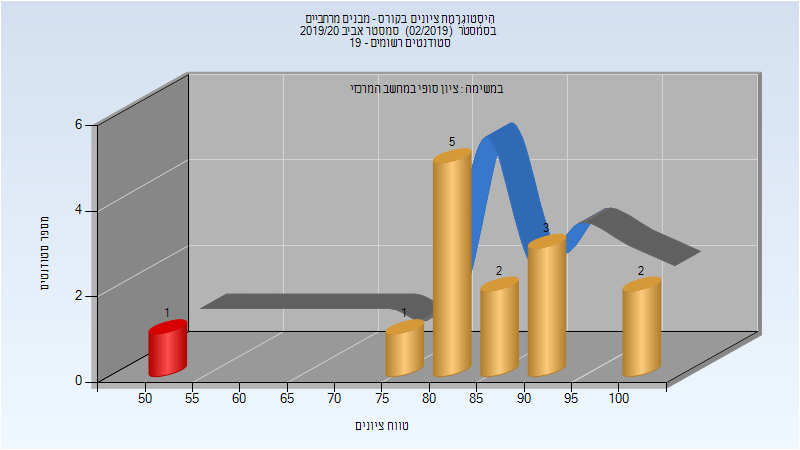 היסטוגרמת ציונים בקורס - מבנים מרחביים
בסמסטר (02/2019) סמסטר אביב 2019/20
סטודנטים רשומים - 19
במשימה : ציון סופי במחשב המרכזי
6
4
2
0
מספר סטודנטים
1
1
5
2
3
2
50 55 60 65 70 75 80 85 90 95 100
טווח ציונים